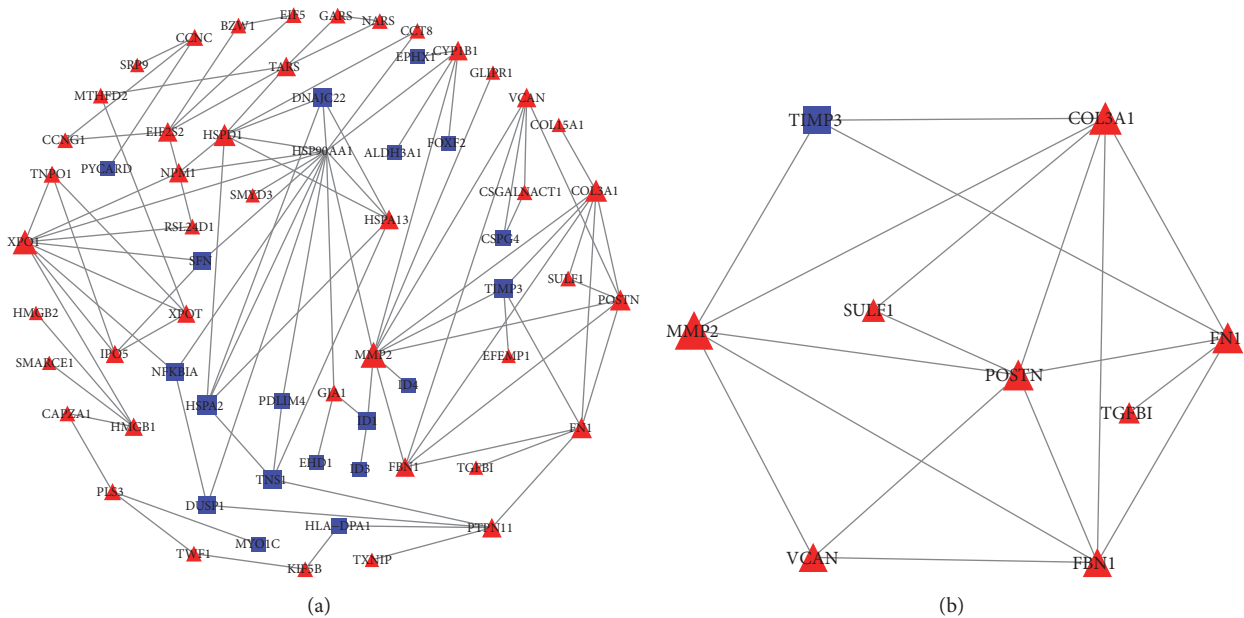 EIF5
GARS
NARS
BZW1
CCNC
CCT8
EPHX1
CYP1B1
SRP9
TARS
GLIPR1
MTHFD2
DNAJC22
VCAN
COL15A1
CCNG1
EIF2S2
HSPD1
HSP90AA1
ALDH3A1
FOXF2
PYCARD
TNPO1
NPM1
SMYD3
CSGALNACT1
COL3A1
RSL24D1
HSPA13
XPO1
SFN
CSPG4
SULF1
TIMP3
POSTN
HMGB2
XPOT
SMARCE1
IPO5
NFKBIA
MMP2
EFEMP1
ID4
CAPZA1
HSPA2
PDLIM4
GJA1
HMGB1
ID1
FN1
EHD1
ID3
FBN1
TGFBI
PLS3
TNS1
DUSP1
HLA-DPA1
PTPN11
MYO1C
TWF1
KIF5B
TXNIP
(a)
TIMP3
COL3A1
SULF1
MMP2
FN1
POSTN
TGFBI
VCAN
FBN1
(b)